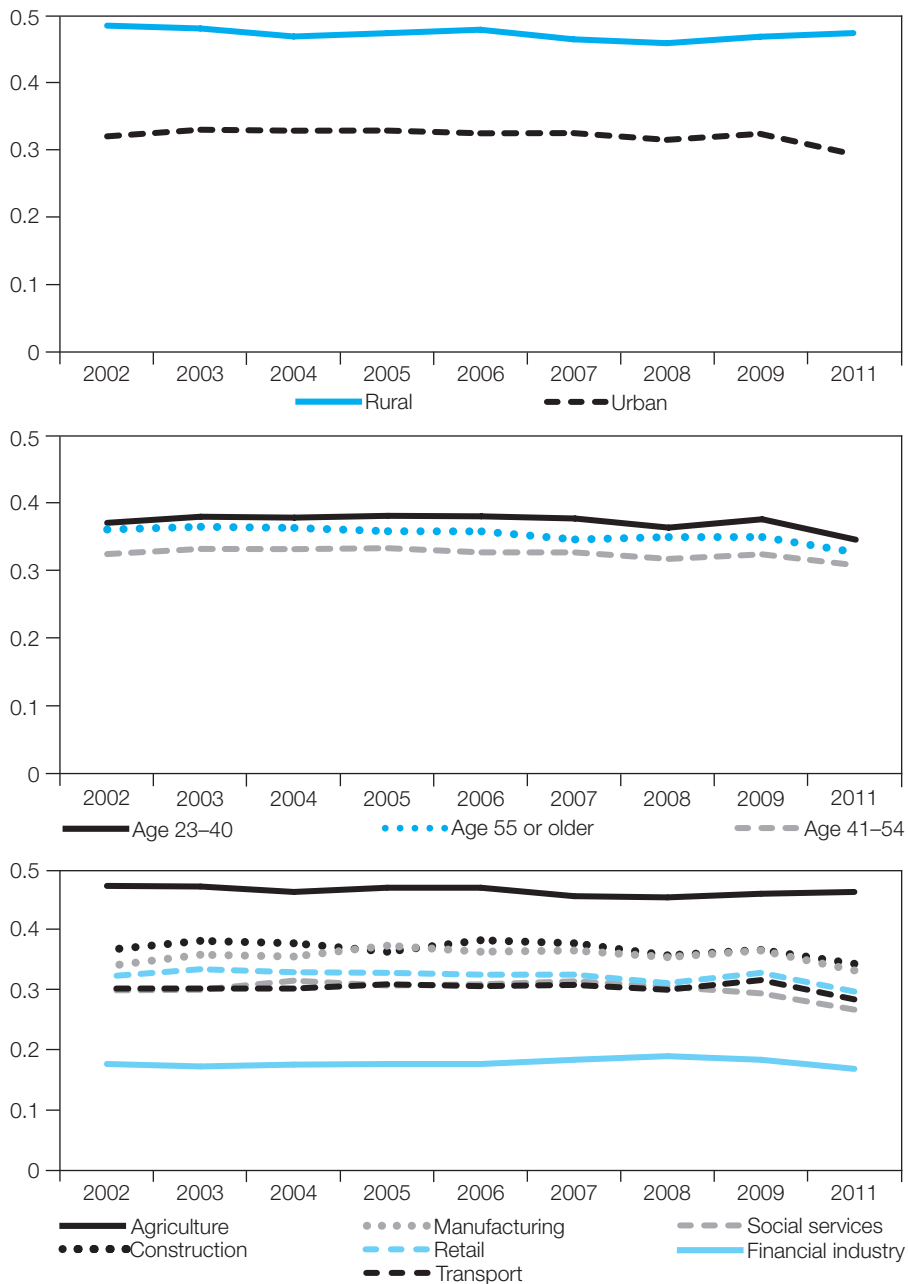 0.5
0.4
0.3
0.2
0.1
0
2002 2003 2004 2005 2006 2007 2008 2009 2011
Rural Urban
0.5
0.4
0.3
0.2
0.1
0
2002 2003 2004 2005 2006 2007 2008 2009 2011
Age 23–40 Age 55 or older Age 41–54
0.5
0.4
0.3
0.2
0.1
0
2002 2003 2004 2005 2006 2007 2008 2009 2011
Agriculture Manufacturing Social services
Construction Retail Financial industry
Transport